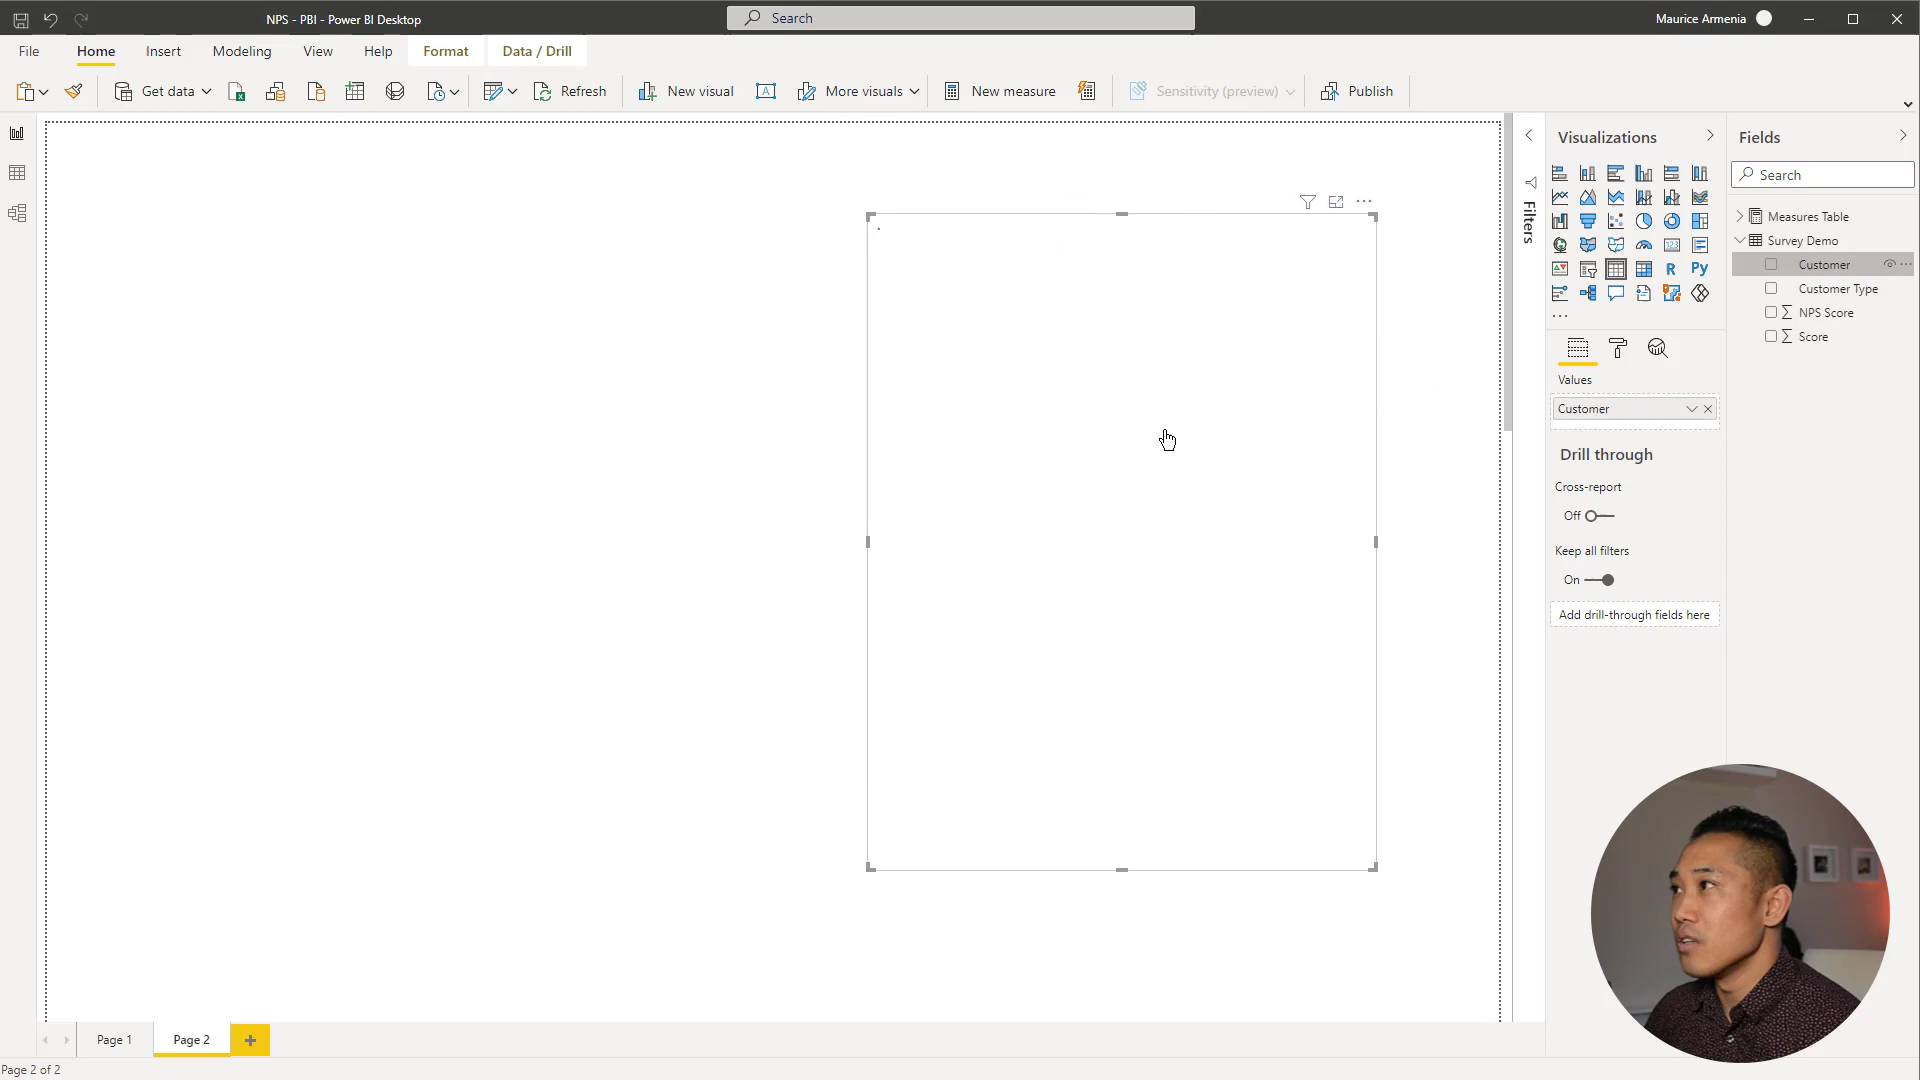 NPS - PBI - Power BI Desktop
Search
Maurice Armenia
File
Home
Insert
Modeling
View
Help
Format
Data / Drill
Get data
Refresh
New visual
More visuals
New measure
Sensitivity (preview)
Publish
Filters
Visualizations
123
R
Py
Values
Customer
Drill through
Cross-report
Off
Keep all filters
On
Add drill-through fields here
Fields
Search
Measures Table
Survey Demo
Customer
Customer Type
NPS Score
Score
Page 1
Page 2
Page 2 of 2